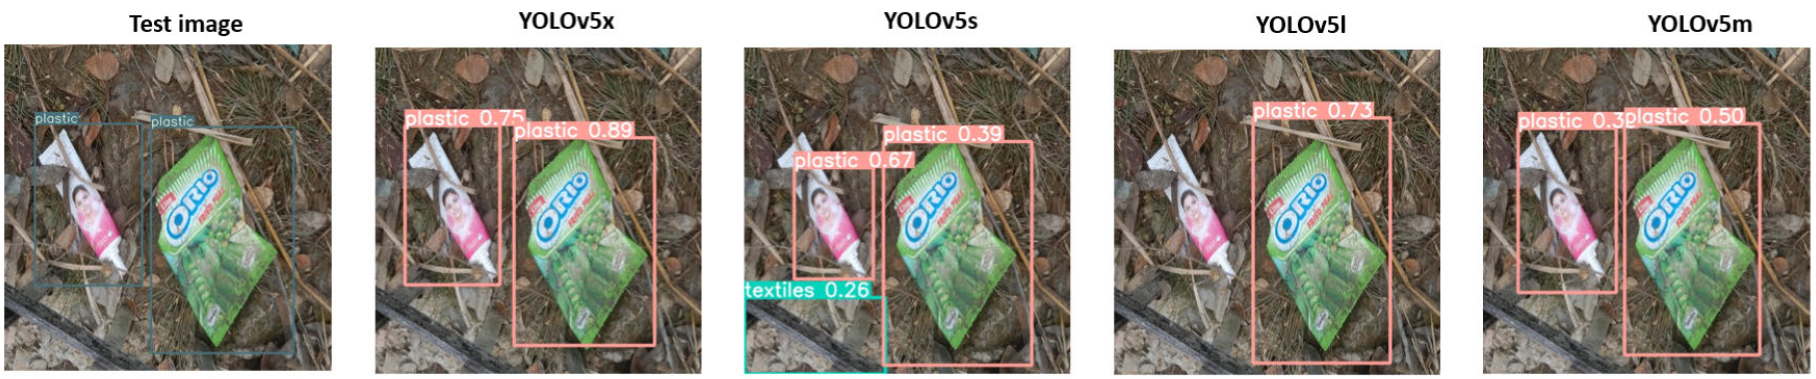 Test image
YOLOv5x
YOLOv5s
YOLOv5l
YOLOv5m
plastic
plastic
ORIO
plastic 0.75
plastic 0.89
ORIO
plastic 0.39
plastic 0.67
textiles 0.26
ORIO
plastic 0.73
ORIO
plastic 0.3
plastic 0.50
ORIO